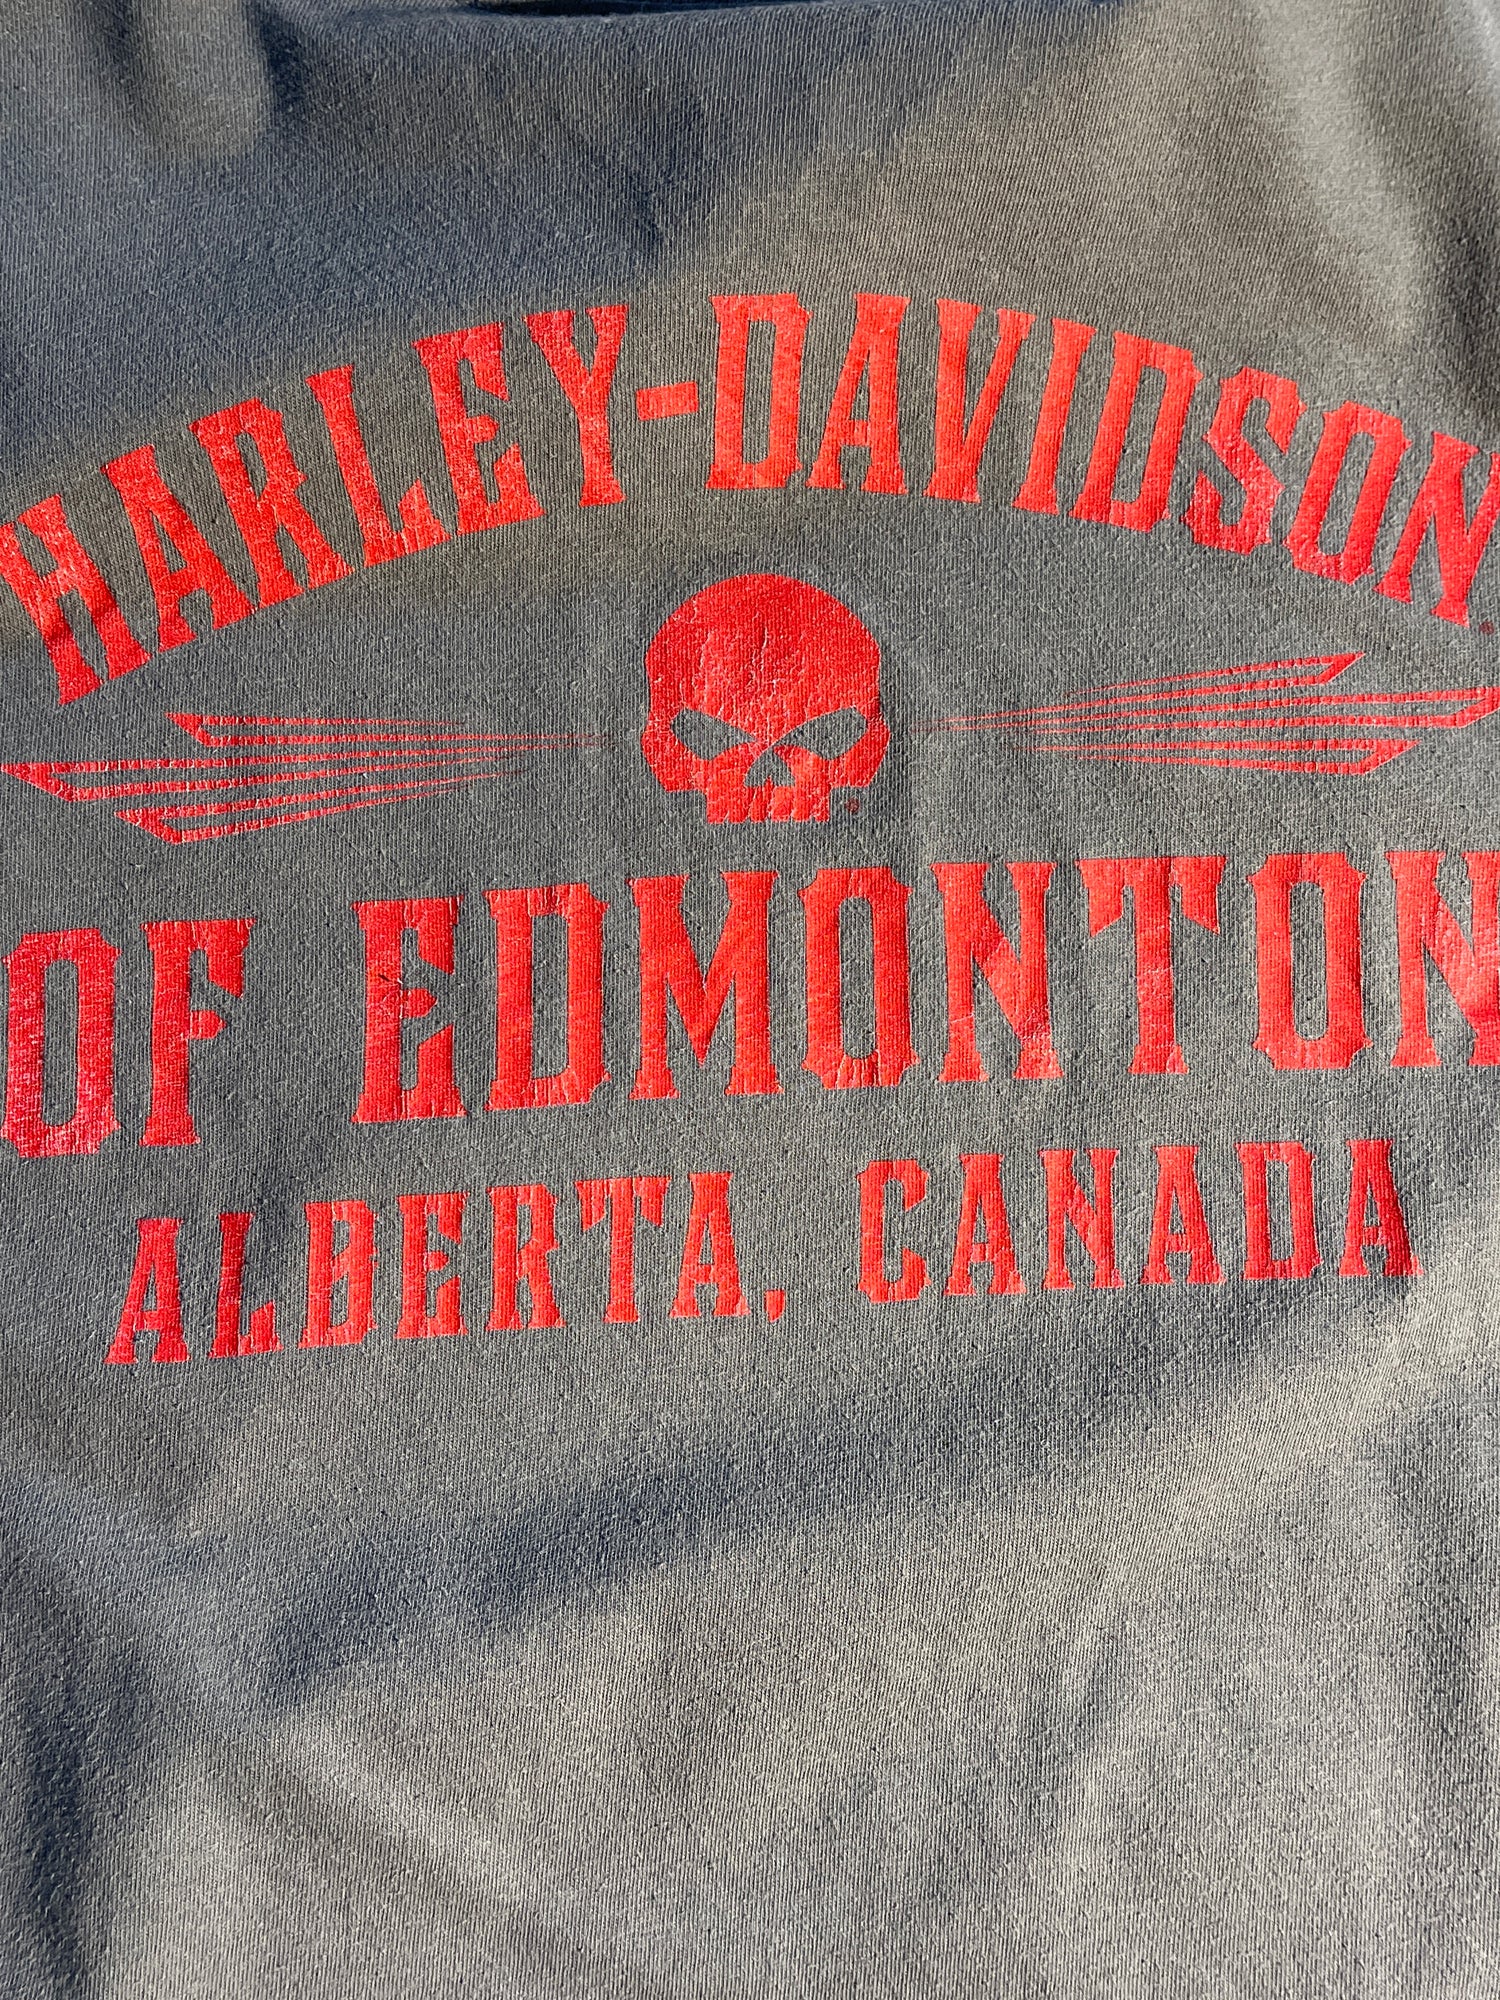 HARLEY-DAVIDSON®
OF EDMONTON
ALBERTA, CANADA